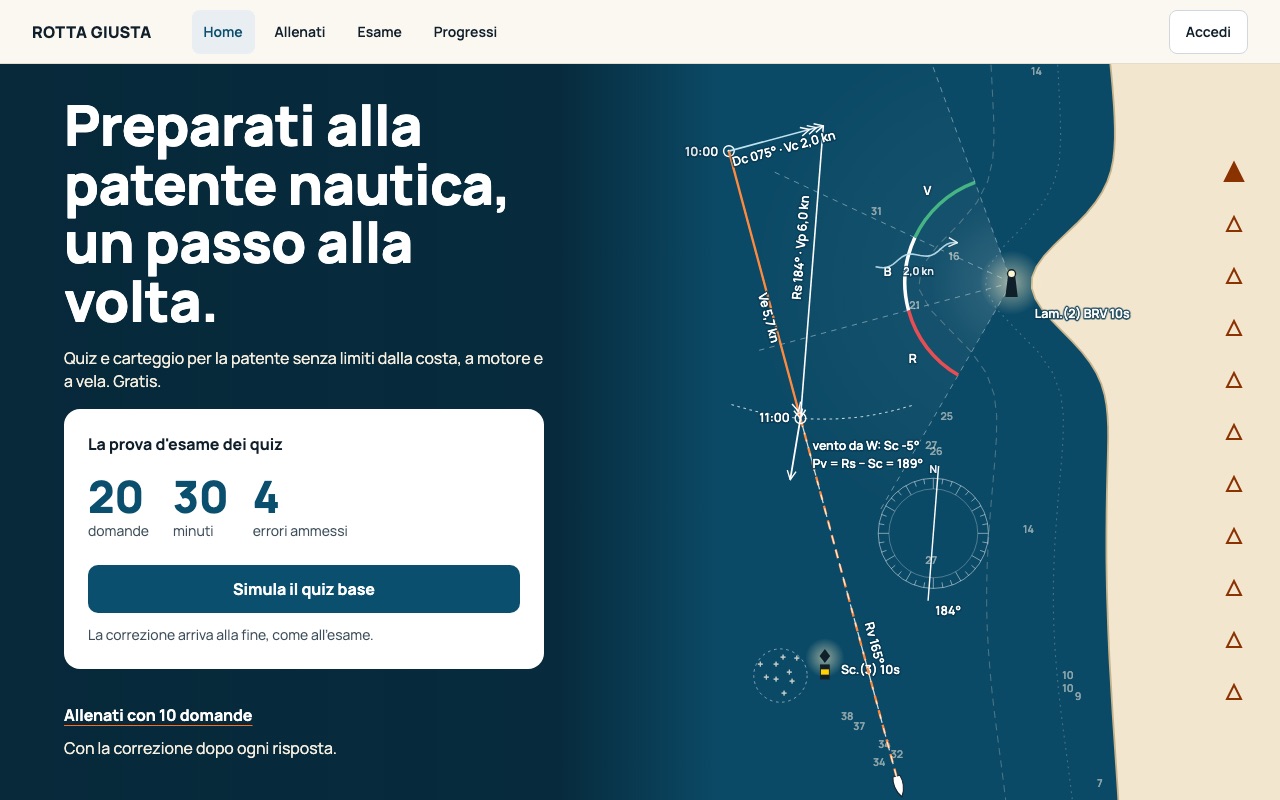 ROTTA GIUSTA
Home
Allenati
Esame
Progressi
Accedi
Preparati alla
patente nautica,
un passo alla
volta.
Quiz e carteggio per la patente senza limiti dalla costa, a motore e
a vela. Gratis.
La prova d'esame dei quiz
20
30
4
domande
minuti
errori ammessi
Simula il quiz base
La correzione arriva alla fine, come all'esame.
Allenati con 10 domande
Con la correzione dopo ogni risposta.
14
10:00
Dc 075° · Vc 2,0 kn
V
31
Rs 184° · Vp 6,0 kn
16
B
2,0 kn
21
Lam.(2) BRV 10s
Ve 5,7 kn
R
11:00
25
vento da W: Sc -5°
27
26
Pv = Rs – Sc = 189°
N
14
27
184°
Rv 165°
Sc.(3) 10s
10
10
9
38
37
32
34
7